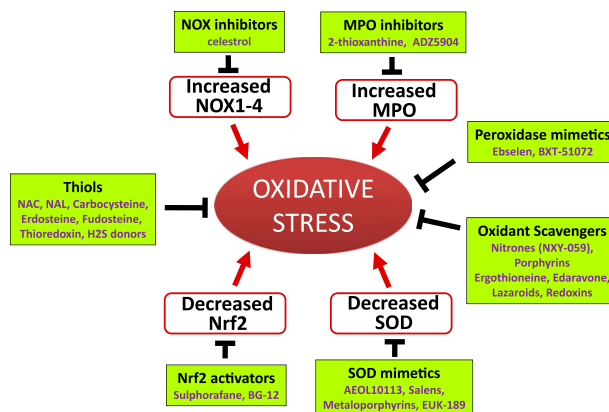 NOX inhibitors
celestrol
MPO inhibitors
2-thioxanthine, ADZ5904
Increased
NOX1-4
Increased
MPO
Peroxidase mimetics
Ebselen, BXT-51072
Thiols
NAC, NAL, Carbocysteine,
Erdosteine, Fudosteine,
Thioredoxin, H2S donors
OXIDATIVE
STRESS
Oxidant Scavengers
Nitrones (NXY-059),
Porphyrins
Ergothioneine, Edaravone,
Lazaroids, Redoxins
Decreased
Nrf2
Decreased
SOD
Nrf2 activators
Sulphorafane, BG-12
SOD mimetics
AEOL10113, Salens,
Metaloporphyrins, EUK-189